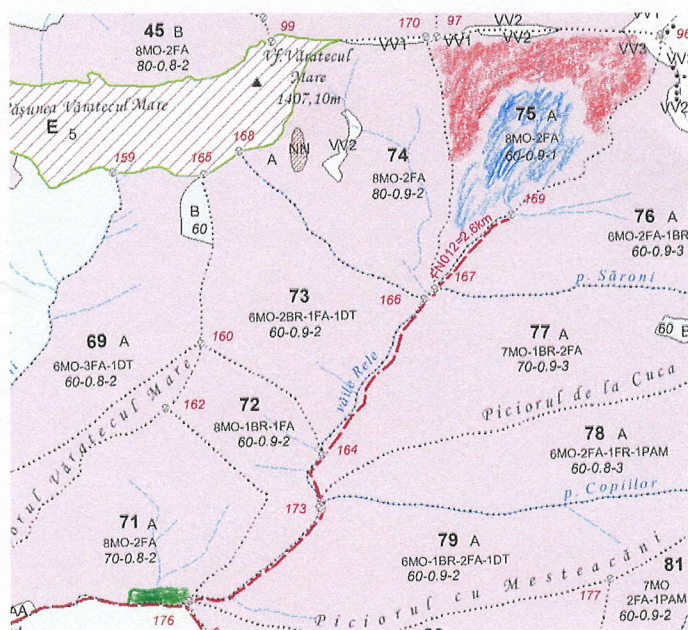 45 B
8MO-2FA
80-0.8-2
99
170
97
VV2
VV1
VV1
VV2
VV1
VV3
96
VV2
Vf. Văratecul
Mare
1407,10m
Pășunea Văratecul Mare
E 5
159
165
168
A
NN
VV2
74
8MO-2FA
80-0.9-2
75 A
8MO-2FA
60-0.9-1
169
76 A
6MO-2FA-1BR
60-0.9-3
B
60
FN012=2.6km
167
166
p. Săroni
73
6MO-2BR-1FA-1DT
60-0.9-2
69 A
6MO-3FA-1DT
60-0.8-2
160
77 A
7MO-1BR-2FA
70-0.9-3
60 B
văile Rele
Piciorul de la Cuca
162
72
8MO-1BR-1FA
60-0.9-2
164
78 A
6MO-2FA-1FR-1PAM
60-0.8-3
orul Văratecul Mare
p. Copiilor
173
71 A
8MO-2FA
70-0.8-2
79 A
6MO-1BR-2FA-1DT
60-0.9-2
81
7MO
2FA-1PAM
60-0.9-2
Piciorul cu Mesteacăni
177
AA
176